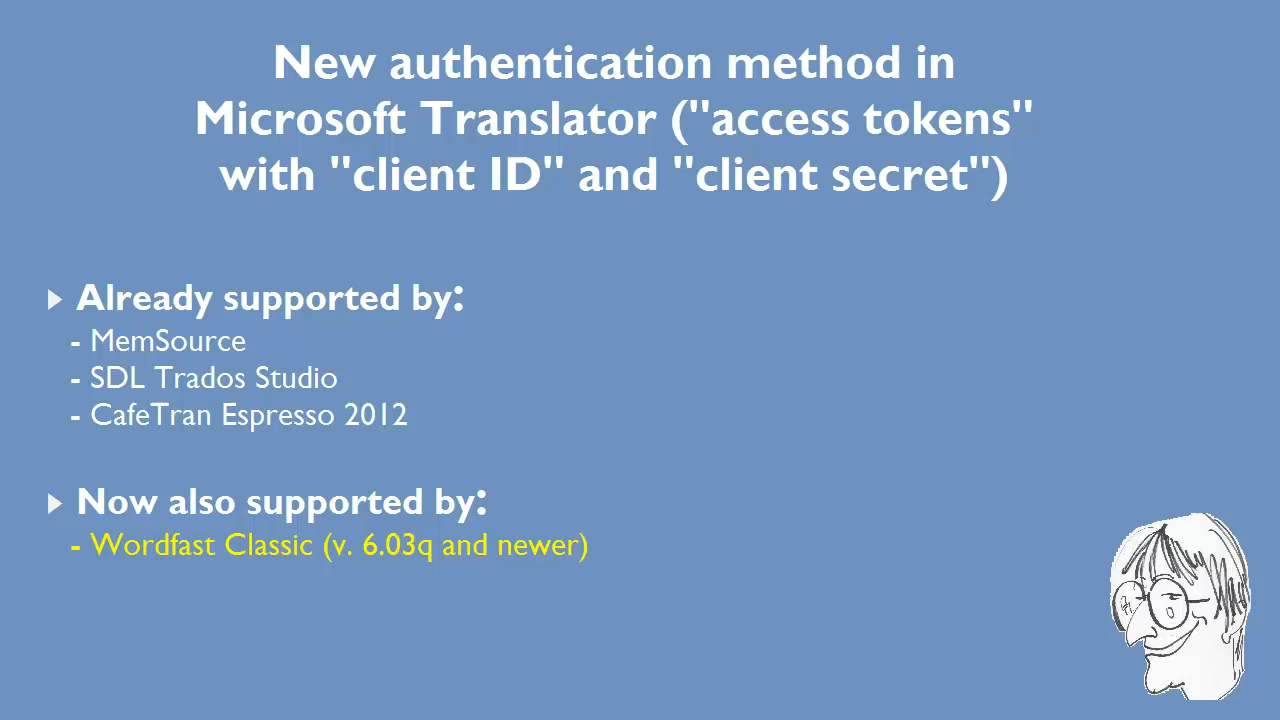 New authentication method in
Microsoft Translator ("access tokens"
with "client ID" and "client secret")
Already supported by:
- MemSource
- SDL Trados Studio
- CafeTran Espresso 2012
Now also supported by:
- Wordfast Classic (v. 6.03q and newer)